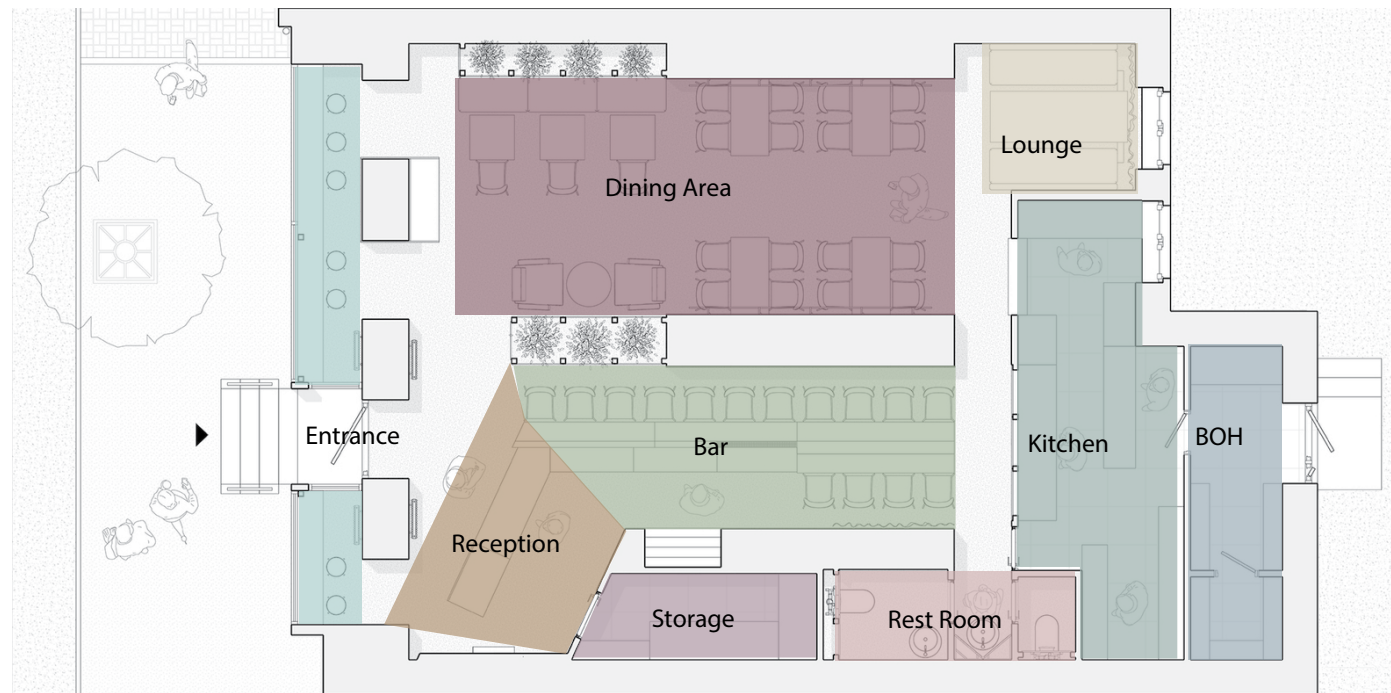 Lounge
Dining Area
Entrance
Bar
Kitchen
BOH
Reception
Storage
Rest Room